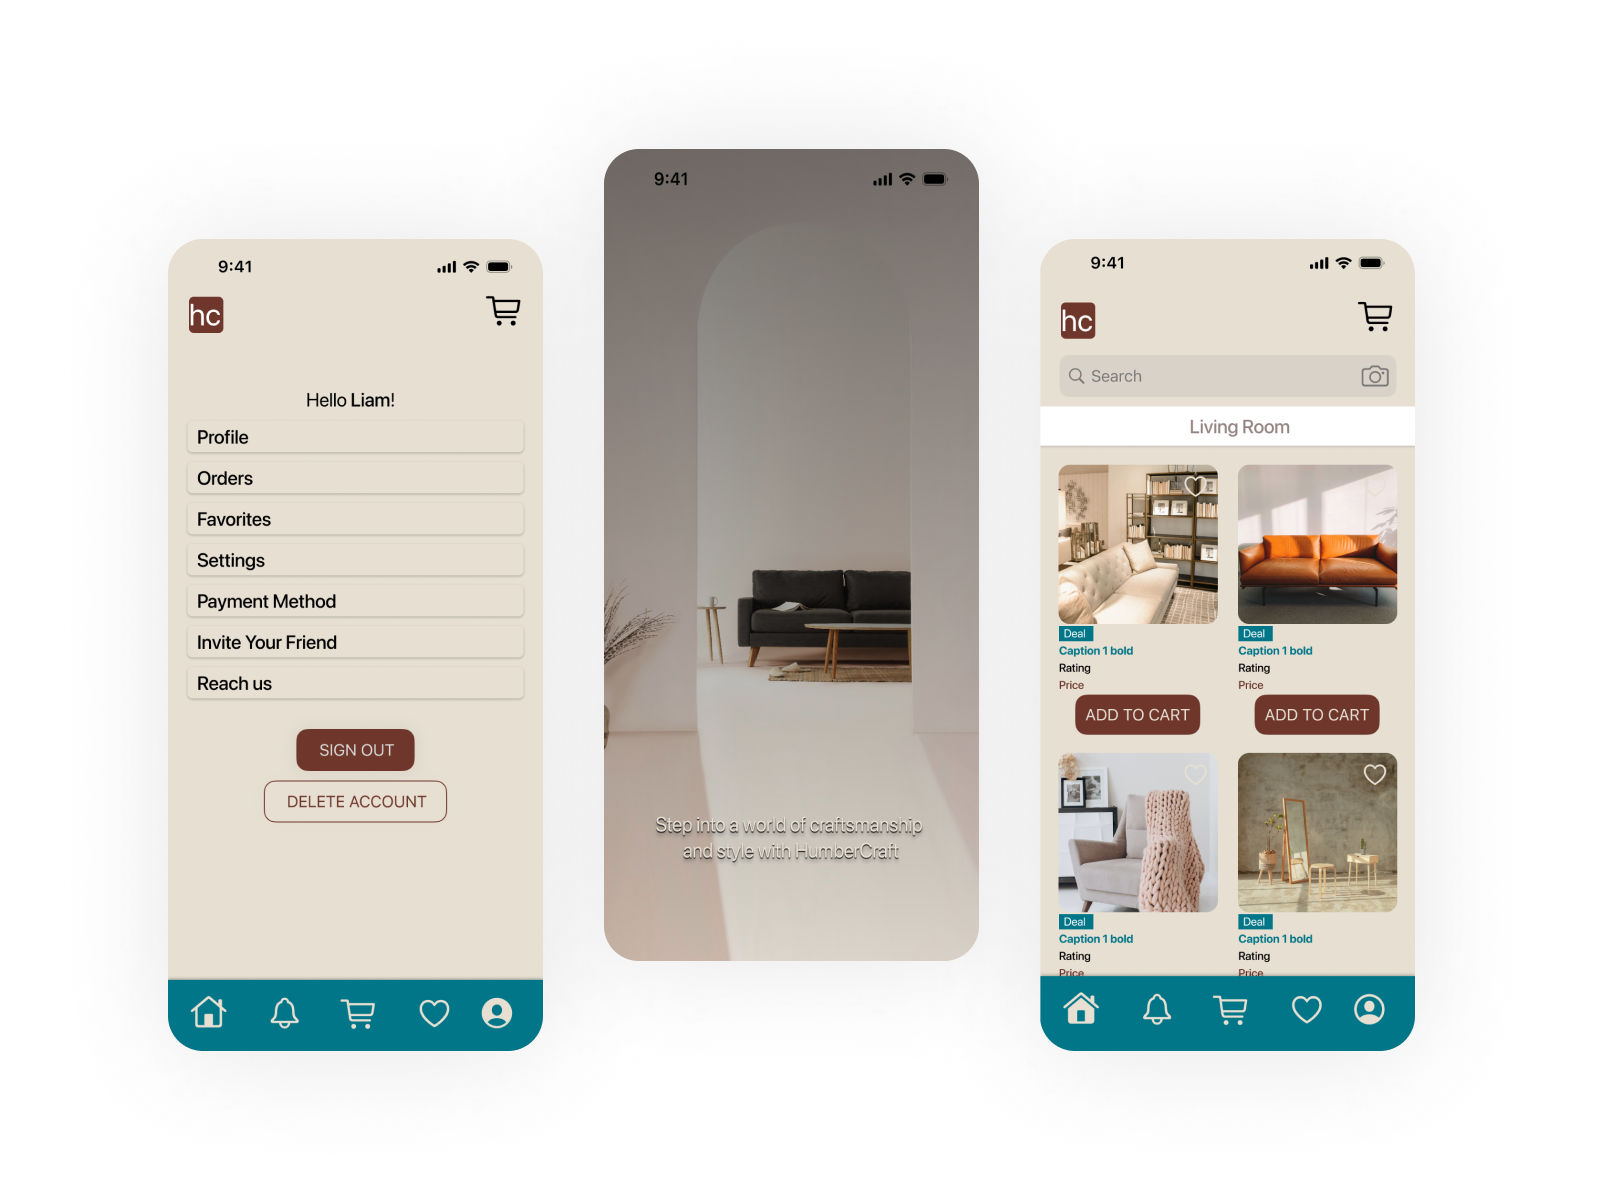 9:41
hc
Hello Liam!
Profile
Orders
Favorites
Settings
Payment Method
Invite Your Friend
Reach us
SIGN OUT
DELETE ACCOUNT
9:41
Step into a world of craftsmanship
and style with HumberCraft
9:41
hc
Search
Living Room
Deal
Caption 1 bold
Rating
Price
ADD TO CART
Deal
Caption 1 bold
Rating
Price
ADD TO CART
Deal
Caption 1 bold
Rating
Price
Deal
Caption 1 bold
Rating
Price